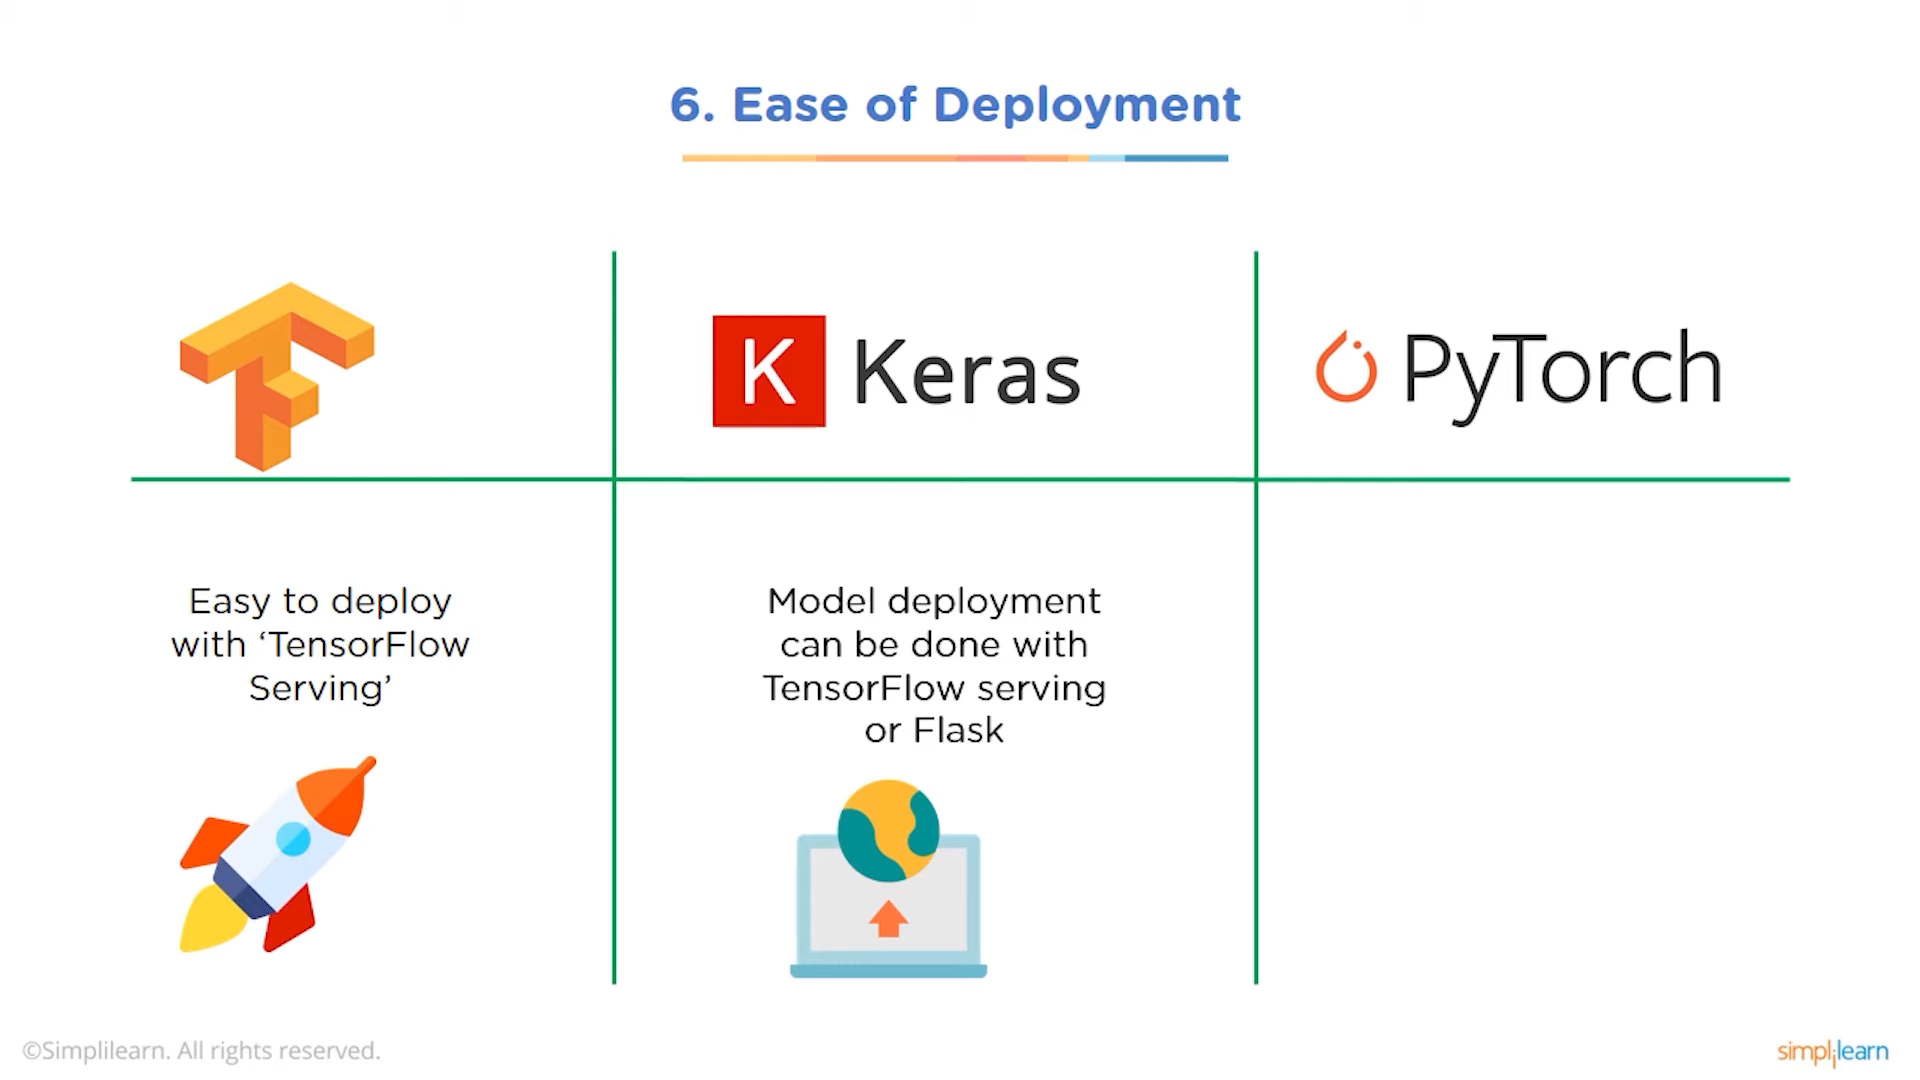 6. Ease of Deployment
K Keras
PyTorch
Easy to deploy
with ‘TensorFlow
Serving’
Model deployment
can be done with
TensorFlow serving
or Flask
©Simplilearn. All rights reserved.
simplilearn